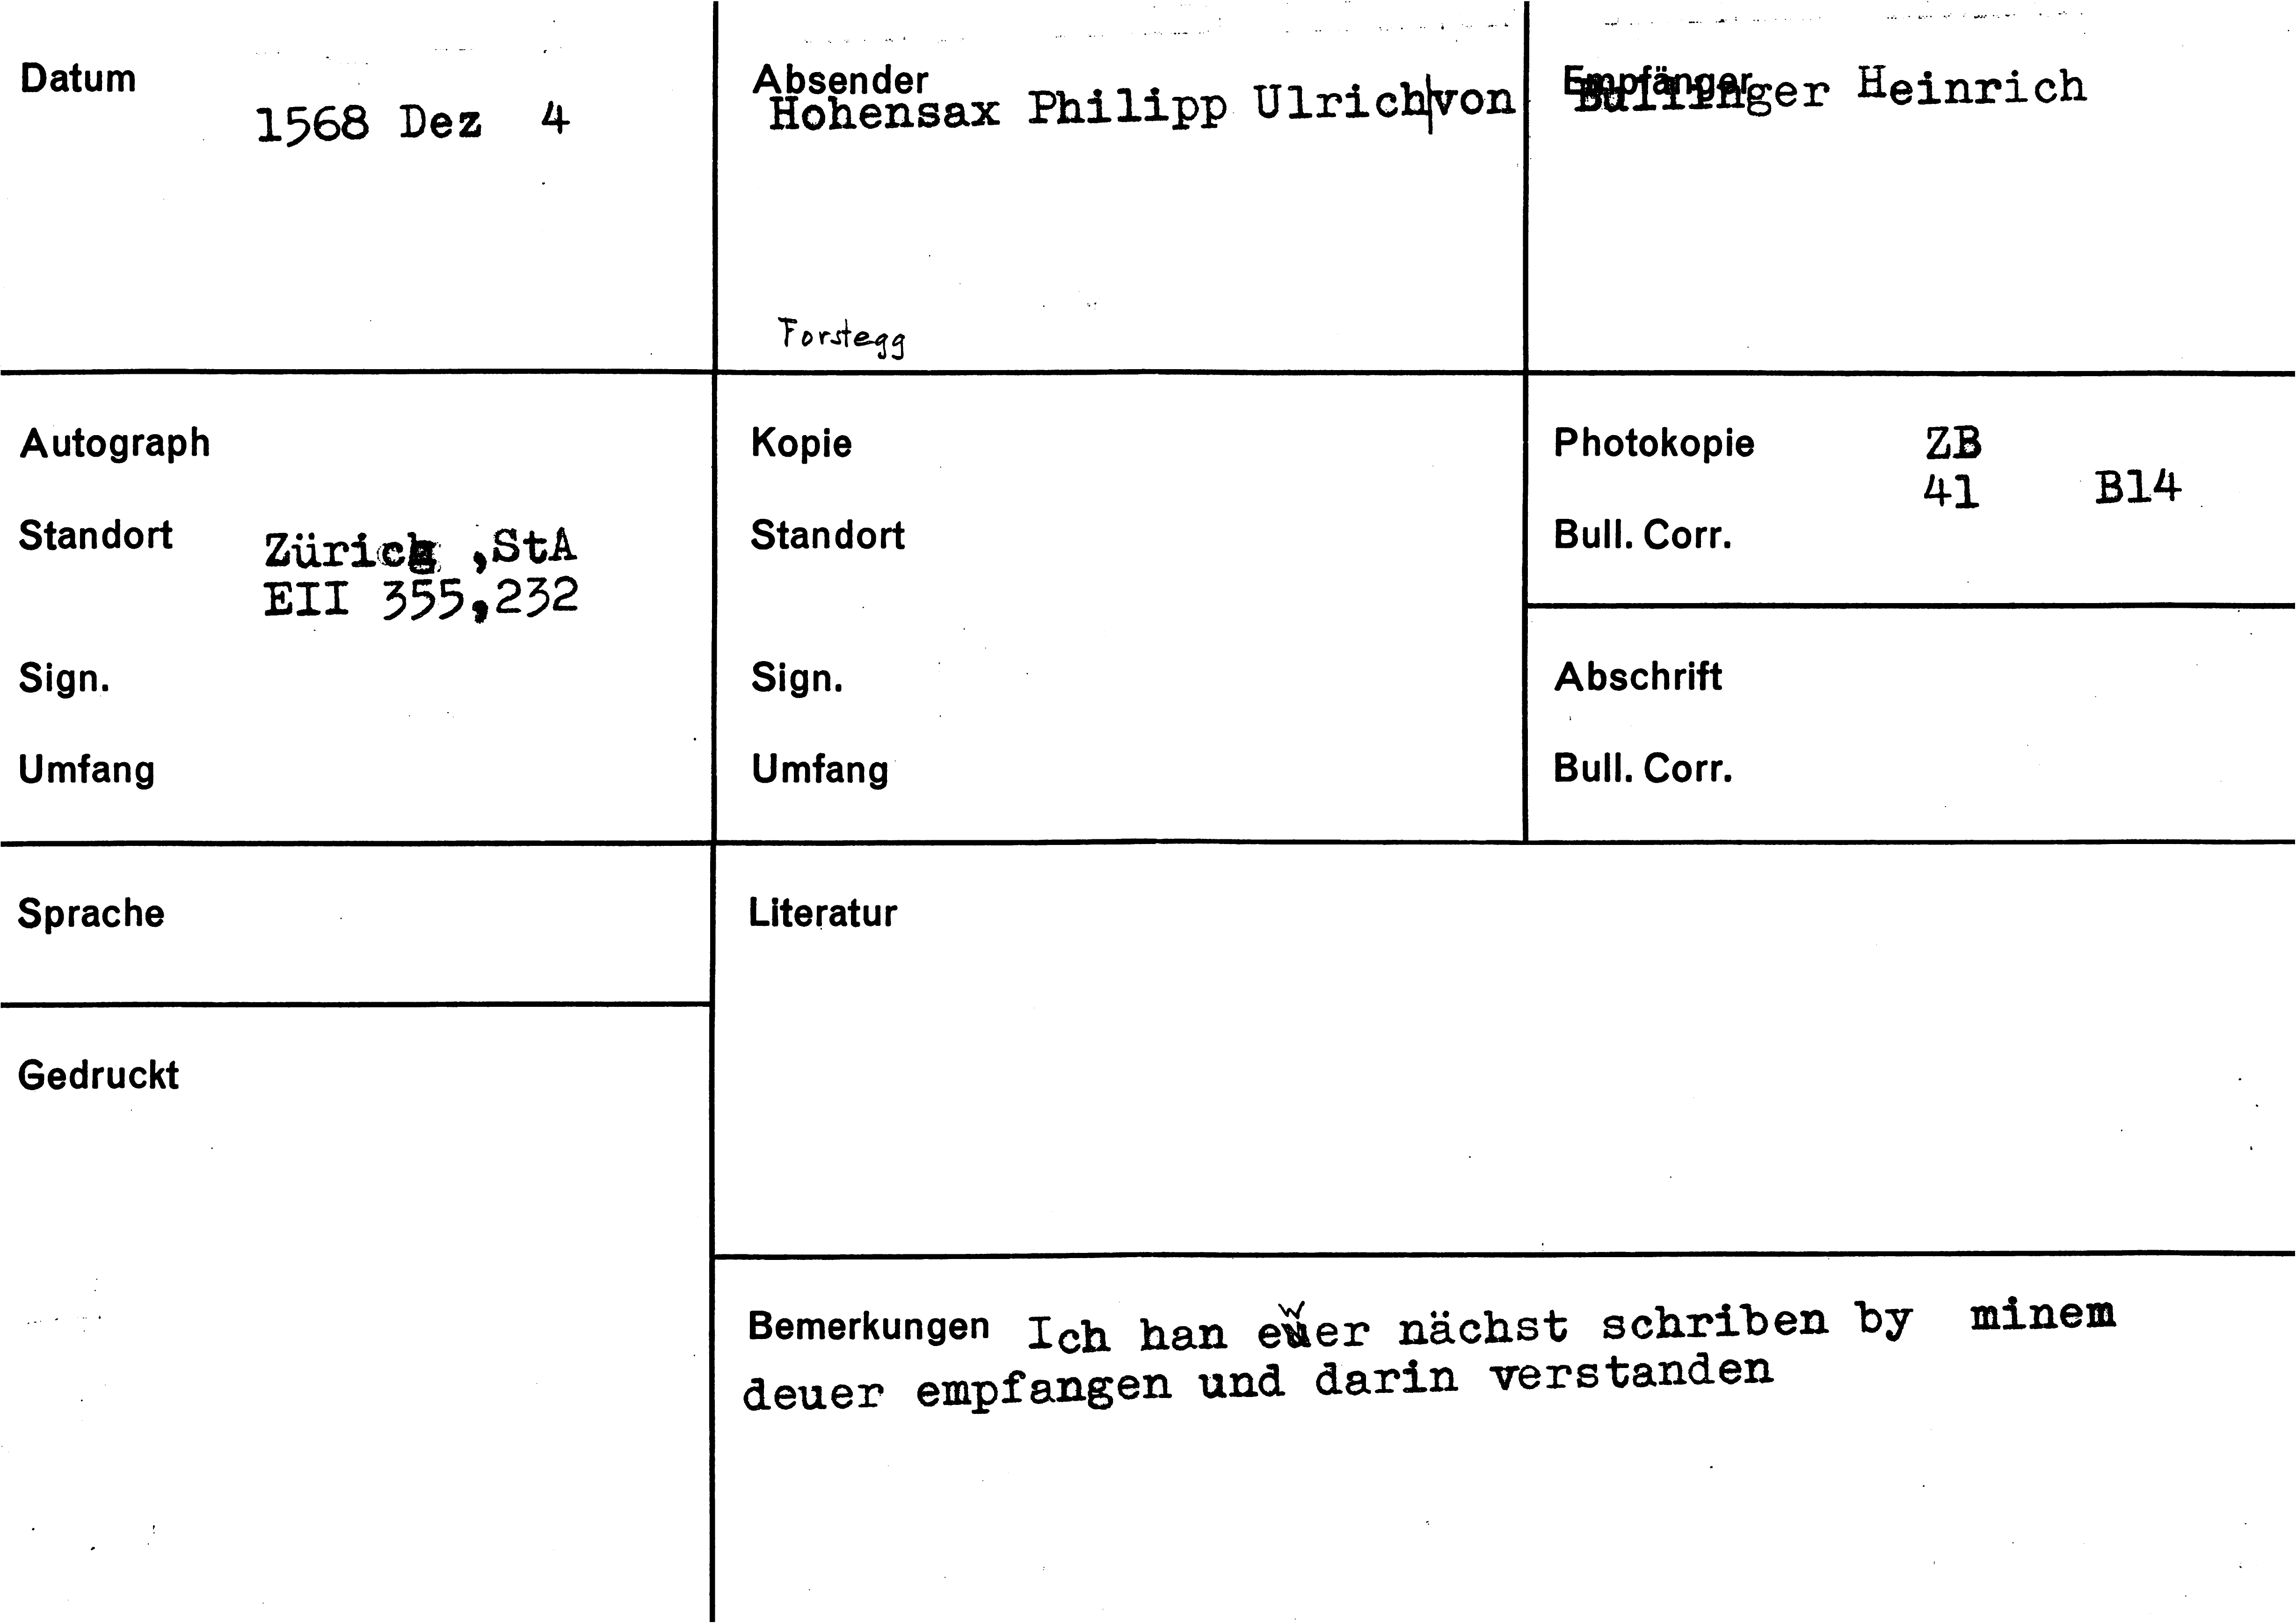 Datum
1568 Dez 4
Absender
Hohensax Philipp Ulrich von
Forstegg
Empfänger
Bullinger Heinrich
Autograph
Standort
Zürich ,StA
EII 355,232
Sign.
Umfang
Kopie
Standort
Sign.
Umfang
Photokopie ZB
41 B14
Bull. Corr.
Abschrift
Bull. Corr.
Sprache
Literatur
Gedruckt
Bemerkungen Ich han ewer nächst schriben by minem
deuer empfangen und darin verstanden